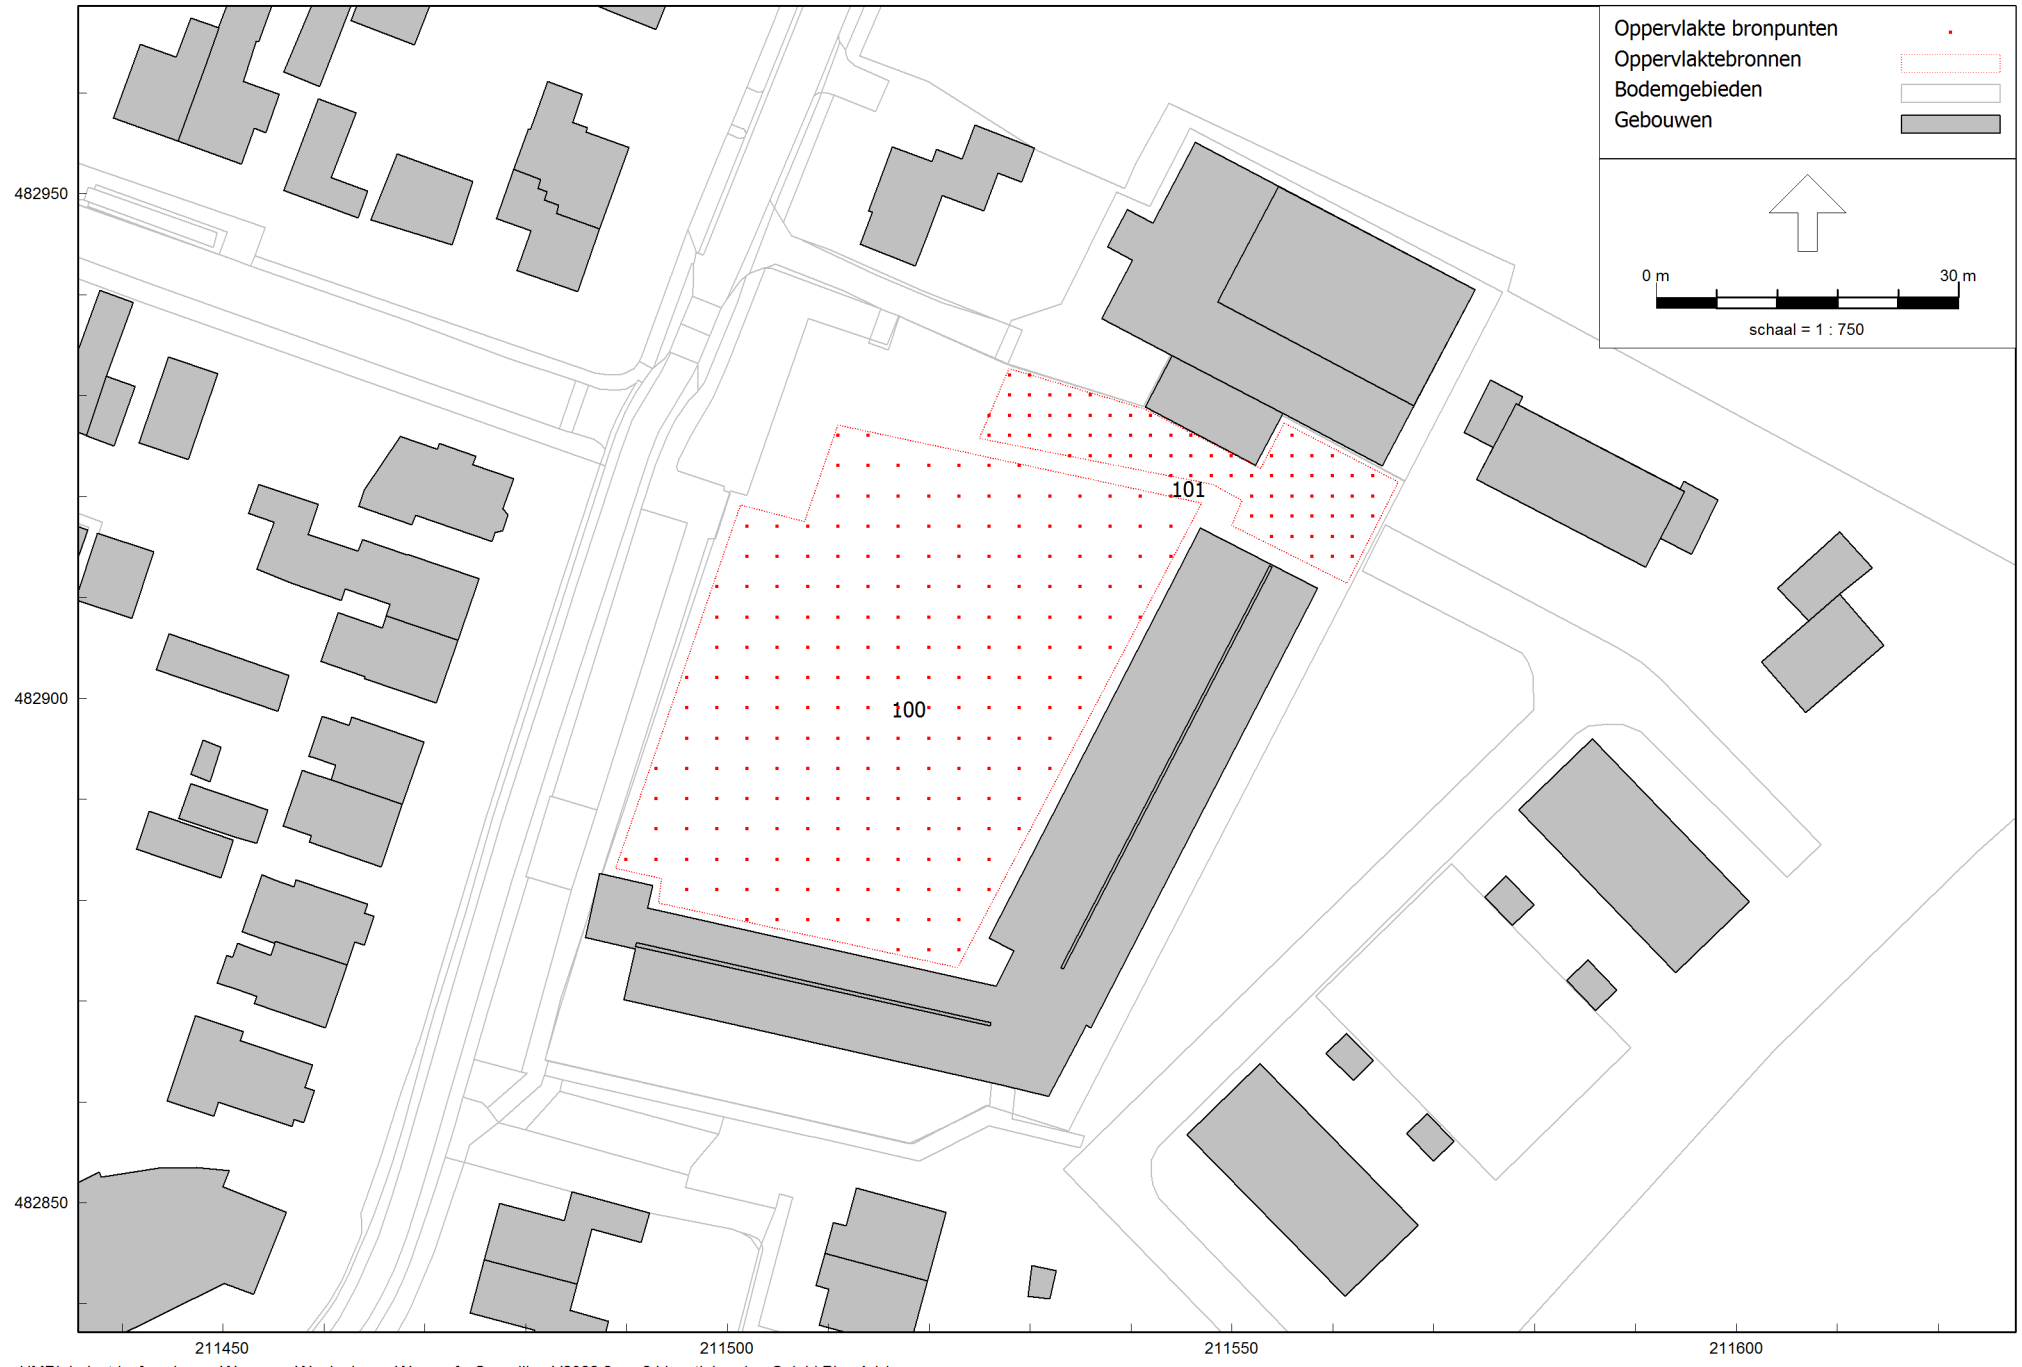 Oppervlakte bronpunten
Oppervlaktebronnen
Bodemgebieden
Gebouwen
0 m 30 m
schaal = 1 : 750
482950
482900
482850
101
100
211450 211500 211550 211600